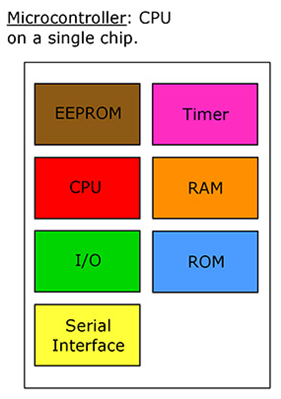 Microcontroller: CPU
on a single chip.
EEPROM
Timer
CPU
RAM
I/O
ROM
Serial
Interface